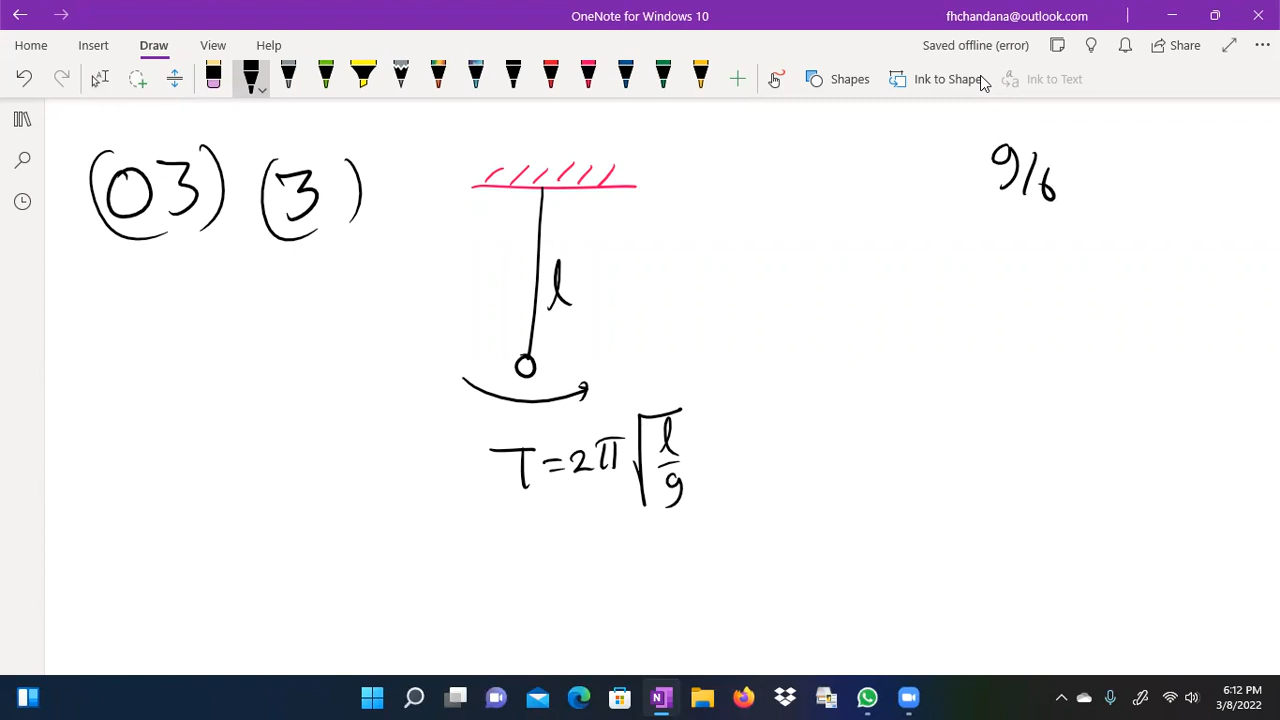 OneNote for Windows 10
fhchandana@outlook.com
Home Insert Draw View Help
Saved offline (error)
Share
Shapes
Ink to Shape
Ink to Text
(03) (3)
g/6
l
T = 2π√(l/g)
6:12 PM
3/8/2022